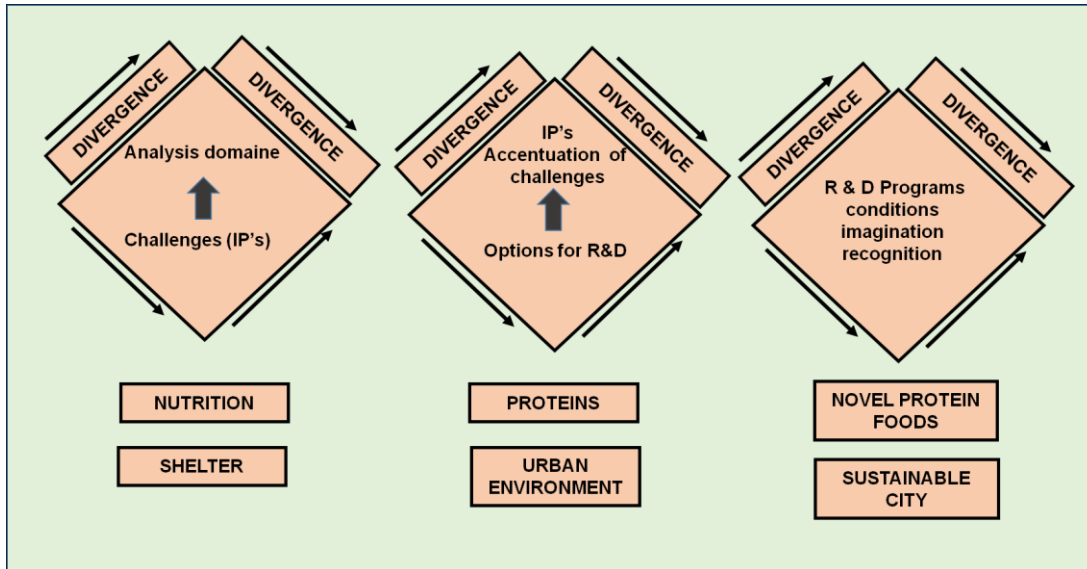 DIVERGENCE
DIVERGENCE
Analysis domaine
Challenges (IP's)
DIVERGENCE
DIVERGENCE
IP's
Accentuation of
challenges
Options for R&D
DIVERGENCE
DIVERGENCE
R & D Programs
conditions
imagination
recognition
NUTRITION
SHELTER
PROTEINS
URBAN
ENVIRONMENT
NOVEL PROTEIN
FOODS
SUSTAINABLE
CITY